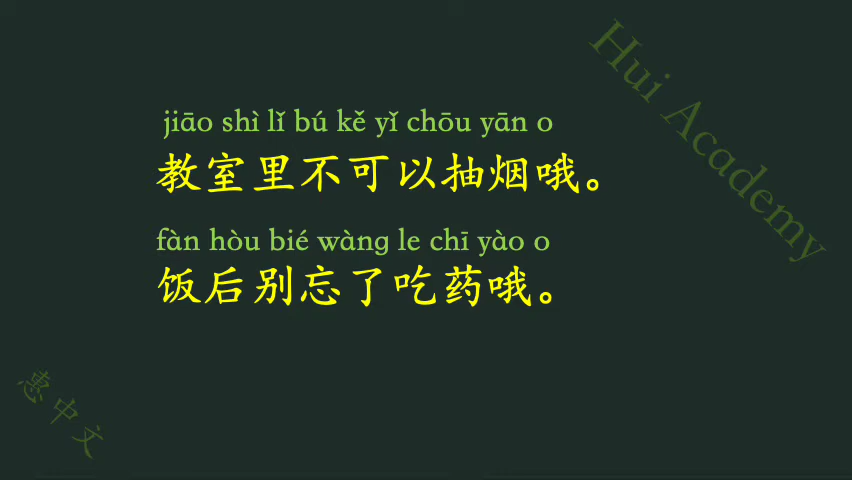 Hui Academy
jiāo shì lǐ bú kě yǐ chōu yān o
教室里不可以抽烟哦。
fàn hòu bié wàng le chī yào o
饭后别忘了吃药哦。
惠中文